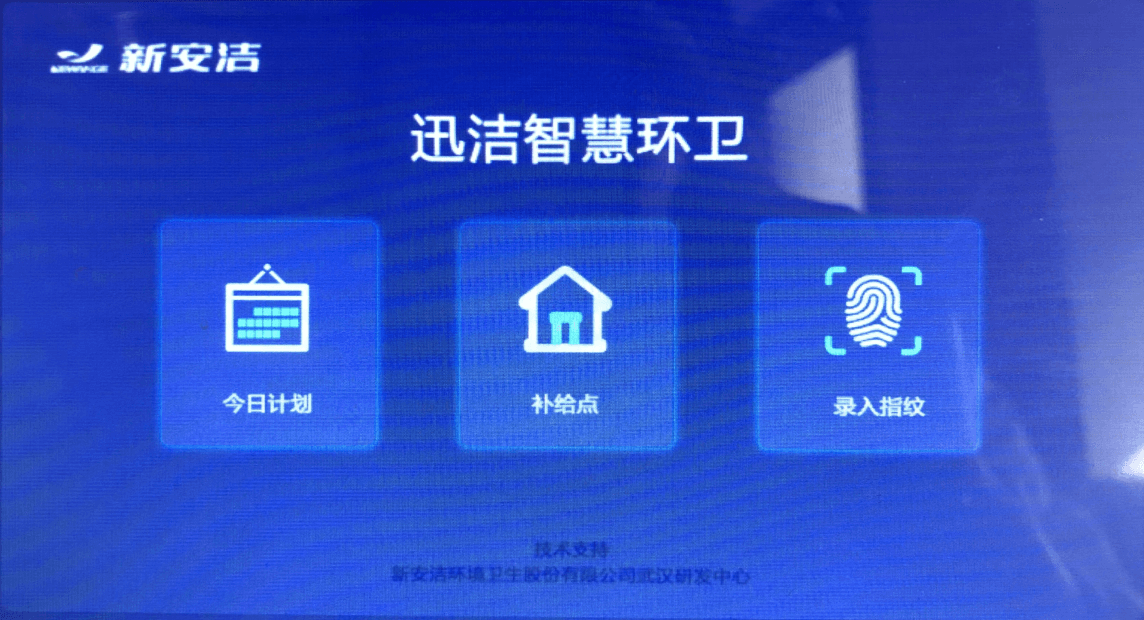 新安洁
迅洁智慧环卫
今日计划
补给点
录入指纹
技术支持
新安洁环境卫生股份有限公司武汉研发中心